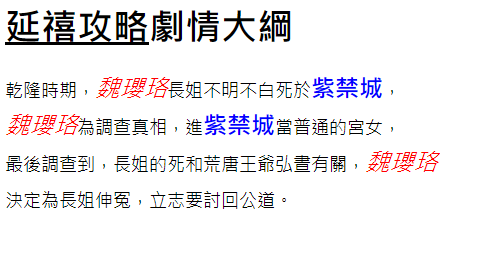 延禧攻略劇情大綱
乾隆時期，魏瓔珞長姐不明不白死於紫禁城，
魏瓔珞為調查真相，進紫禁城當普通的宮女，
最後調查到，長姐的死和荒唐王爺弘晝有關，魏瓔珞
決定為長姐伸冤，立志要討回公道。